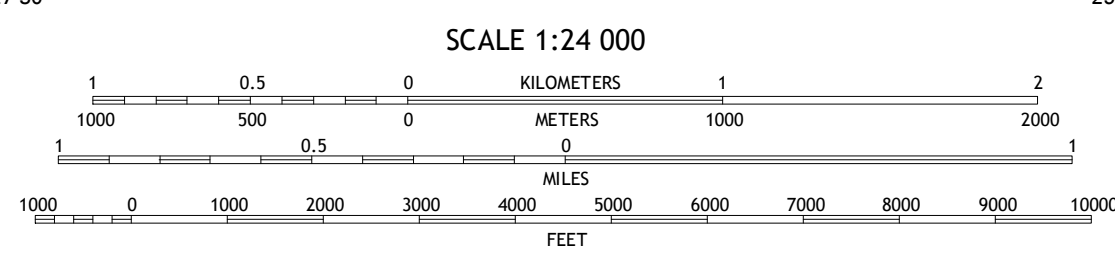 SCALE 1:24 000
1 0.5 0 KILOMETERS 1 2
1000 500 0 METERS 1000 2000
1 0.5 0 1
MILES
1000 0 1000 2000 3000 4000 5000 6000 7000 8000 9000 10000
FEET